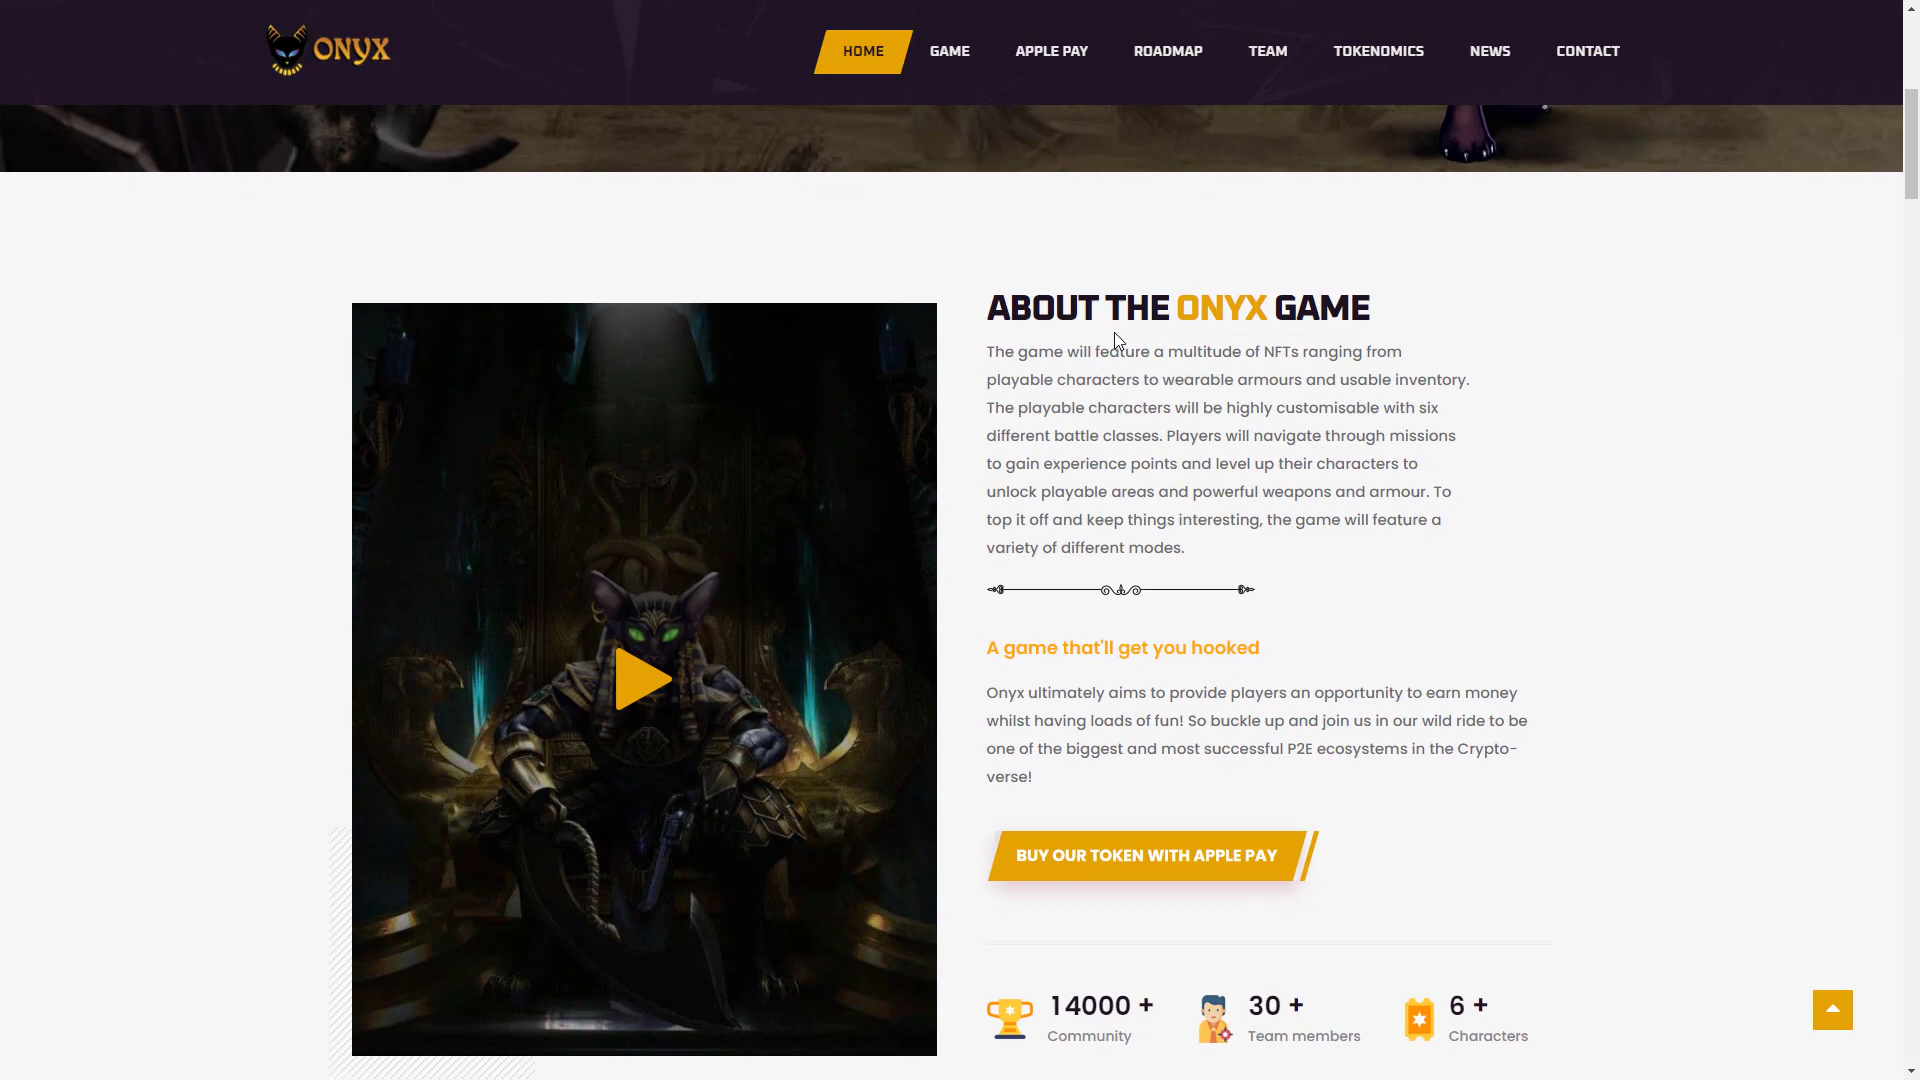 ONYX
HOME GAME APPLE PAY ROADMAP TEAM TOKENOMICS NEWS CONTACT
ABOUT THE ONYX GAME
The game will feature a multitude of NFTs ranging from
playable characters to wearable armours and usable inventory.
The playable characters will be highly customisable with six
different battle classes. Players will navigate through missions
to gain experience points and level up their characters to
unlock playable areas and powerful weapons and armour. To
top it off and keep things interesting, the game will feature a
variety of different modes.
A game that'll get you hooked
Onyx ultimately aims to provide players an opportunity to earn money
whilst having loads of fun! So buckle up and join us in our wild ride to be
one of the biggest and most successful P2E ecosystems in the Crypto-
verse!
BUY OUR TOKEN WITH APPLE PAY
14000 + 30 + 6 +
Community Team members Characters